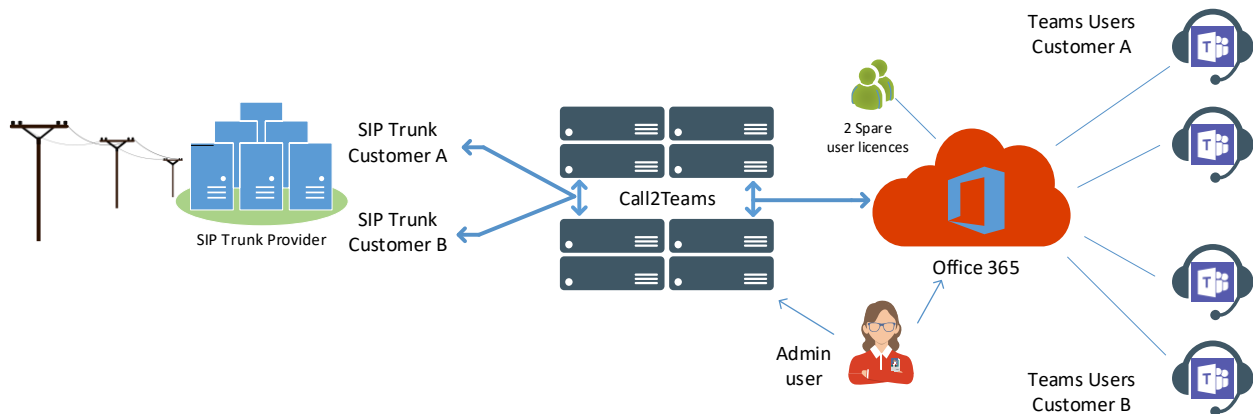 Teams Users
Customer A
SIP Trunk
Customer A
2 Spare
user licences
Call2Teams
SIP Trunk
Customer B
SIP Trunk Provider
Office 365
Admin
user
Teams Users
Customer B
T
T
T
T